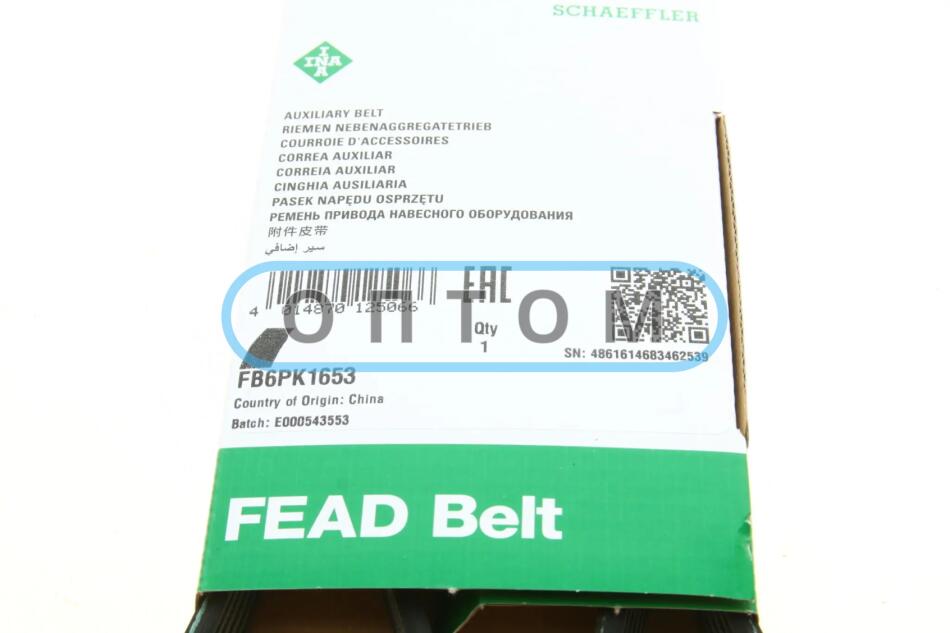 SCHAEFFLER
INA
INA
AUXILIARY BELT
RIEMEN NEBENAGGREGATETRIEB
COURROIE D'ACCESSOIRES
CORREA AUXILIAR
CORREIA AUXILIAR
CINGHIA AUSILIARIA
PASEK NAPĘDU OSPRZĘTU
РЕМЕНЬ ПРИВОДА НАВЕСНОГО ОБОРУДОВАНИЯ
附件皮带
سير إضافي
EAC
4 014870 125066
ОПТОМ
Qty
1
SN: 4861614683462539
FB6PK1653
Country of Origin: China
Batch: E000543553
FEAD Belt